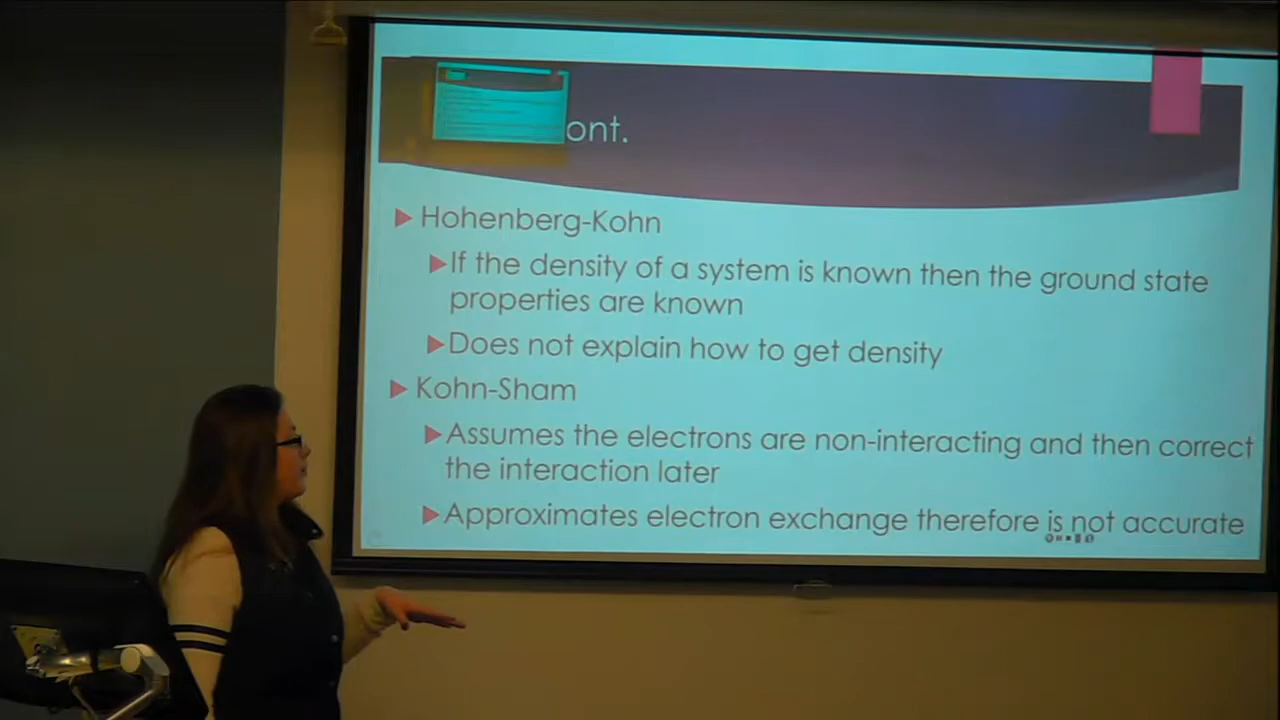 ont.
Hohenberg-Kohn
If the density of a system is known then the ground state
properties are known
Does not explain how to get density
Kohn-Sham
Assumes the electrons are non-interacting and then correct
the interaction later
Approximates electron exchange therefore is not accurate